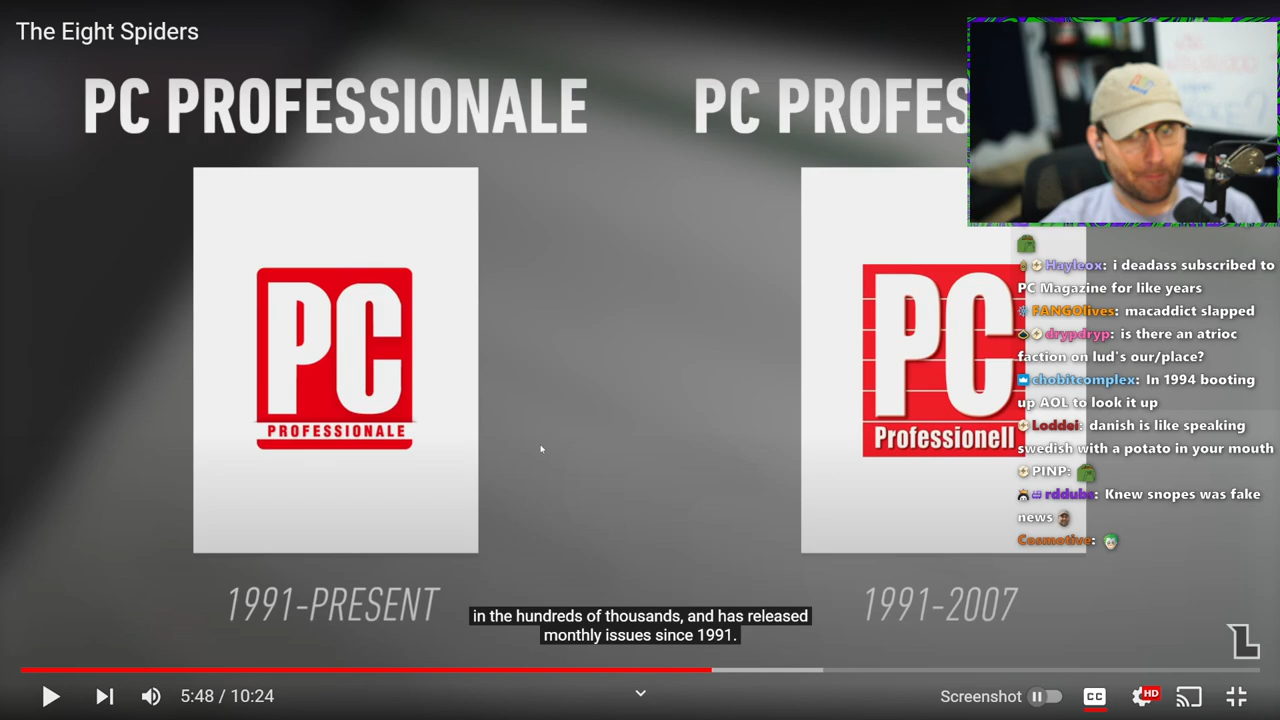 The Eight Spiders
PC PROFESSIONALE
PC PROFES
PC
PROFESSIONALE
PC
Professionell
1991-PRESENT
1991-2007
in the hundreds of thousands, and has released
monthly issues since 1991.
Hayleox: i deadass subscribed to
PC Magazine for like years
FANGOlives: macaddict slapped
drypdryp: is there an atrioc
faction on lud's our/place?
chobitcomplex: In 1994 booting
up AOL to look it up
Loddei: danish is like speaking
swedish with a potato in your mouth
PINP:
rddubs: Knew snopes was fake
news
Cosmotive:
5:48 / 10:24
Screenshot
CC
HD